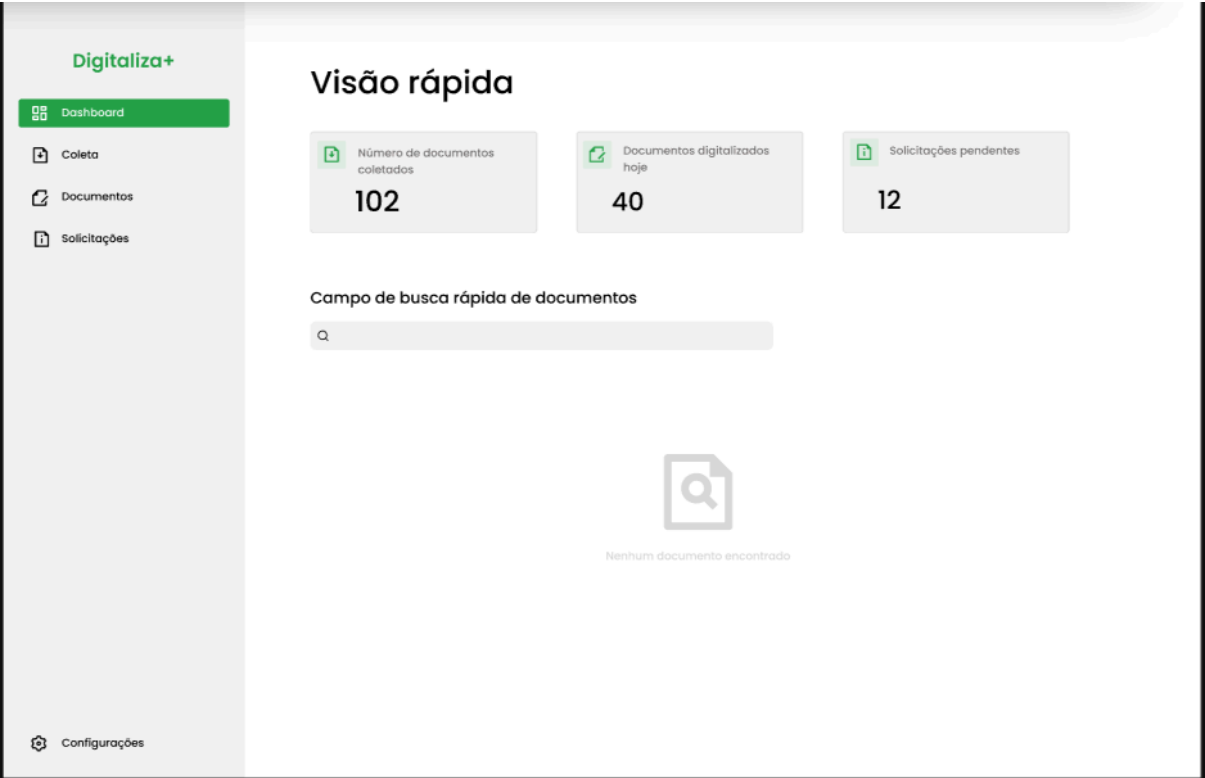 Digitaliza+
Dashboard
Coleta
Documentos
Solicitações
Configurações
Visão rápida
Número de documentos
coletados
102
Documentos digitalizados
hoje
40
Solicitações pendentes
12
Campo de busca rápida de documentos
Nenhum documento encontrado